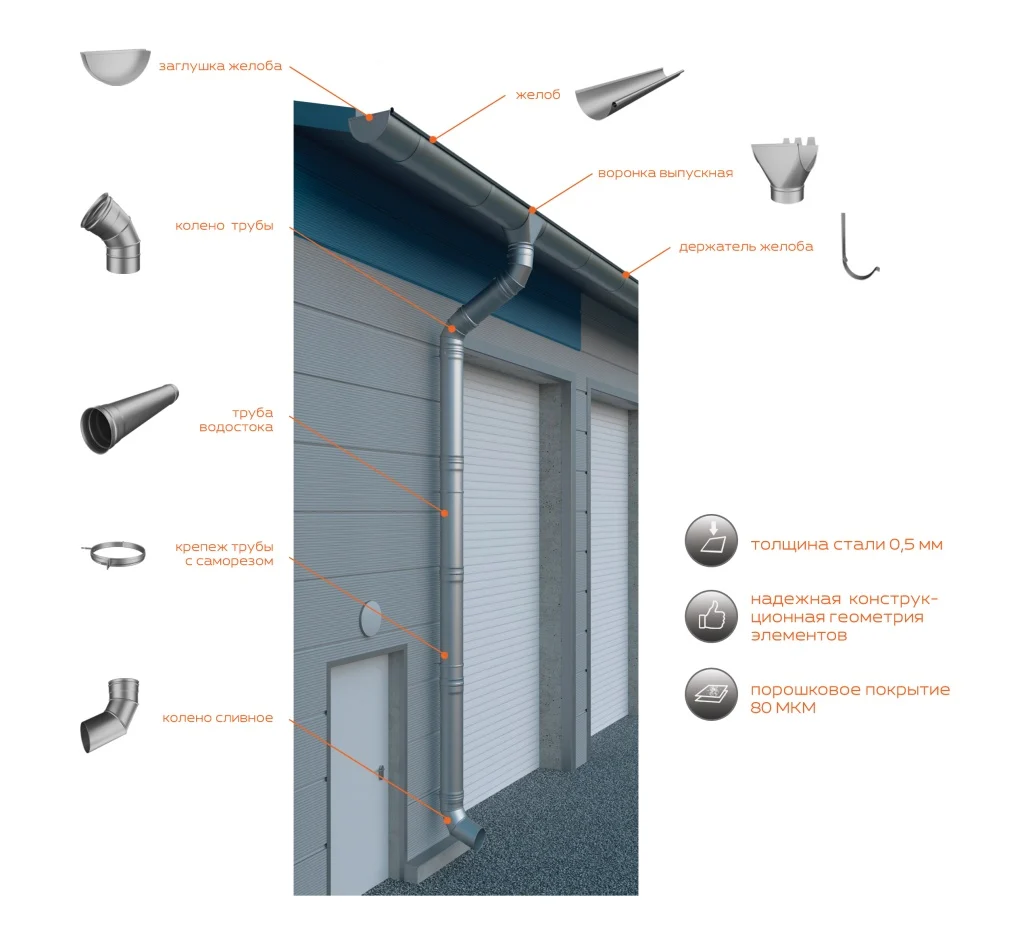 заглушка желоба
желоб
воронка выпускная
колено трубы
держатель желоба
труба
водостока
крепеж трубы
с саморезом
толщина стали 0,5 мм
надежная конструк-
ционная геометрия
элементов
колено сливное
порошковое покрытие
80 МКМ